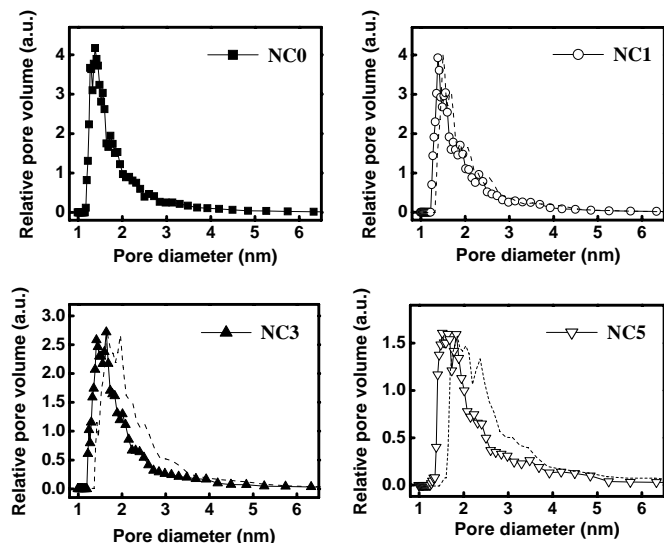 Relative pore volume (a.u.)
4
3
2
1
0
NC0
1 2 3 4 5 6
Pore diameter (nm)
Relative pore volume (a.u.)
4
3
2
1
0
NC1
1 2 3 4 5 6
Pore diameter (nm)
Relative pore volume (a.u.)
3.0
2.5
2.0
1.5
1.0
0.5
0.0
NC3
1 2 3 4 5 6
Pore diameter (nm)
Relative pore volume (a.u.)
1.5
1.0
0.5
0.0
NC5
1 2 3 4 5 6
Pore diameter (nm)